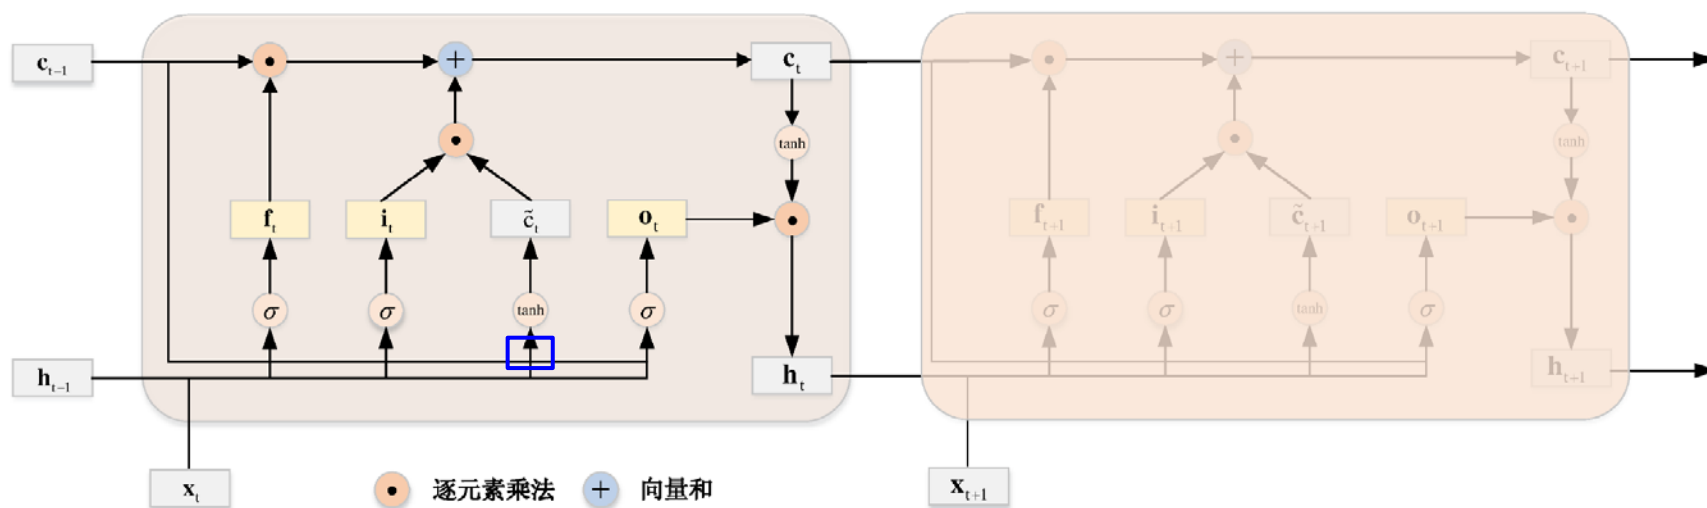 c_{t-1} c_t c_{t+1}
tanh tanh
f_t i_t c̃_t o_t f_{t+1} i_{t+1} c̃_{t+1} o_{t+1}
σ σ tanh σ σ σ tanh σ
h_{t-1} h_t h_{t+1}
x_t 逐元素乘法 向量和 x_{t+1}